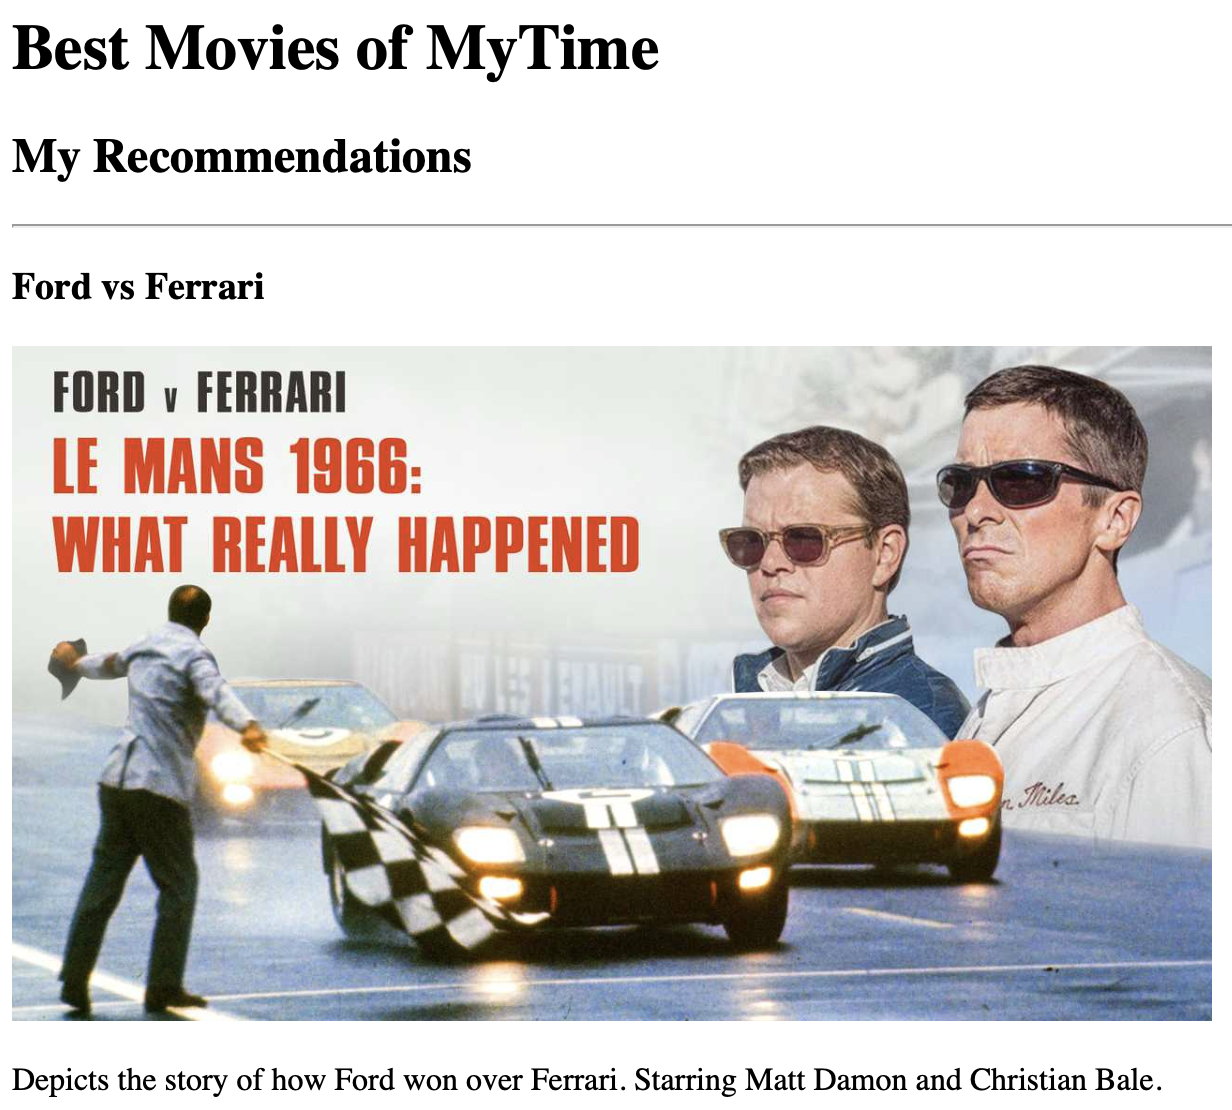 Best Movies of MyTime
My Recommendations
Ford vs Ferrari
FORD v FERRARI
LE MANS 1966:
WHAT REALLY HAPPENED
Miles
Depicts the story of how Ford won over Ferrari. Starring Matt Damon and Christian Bale.